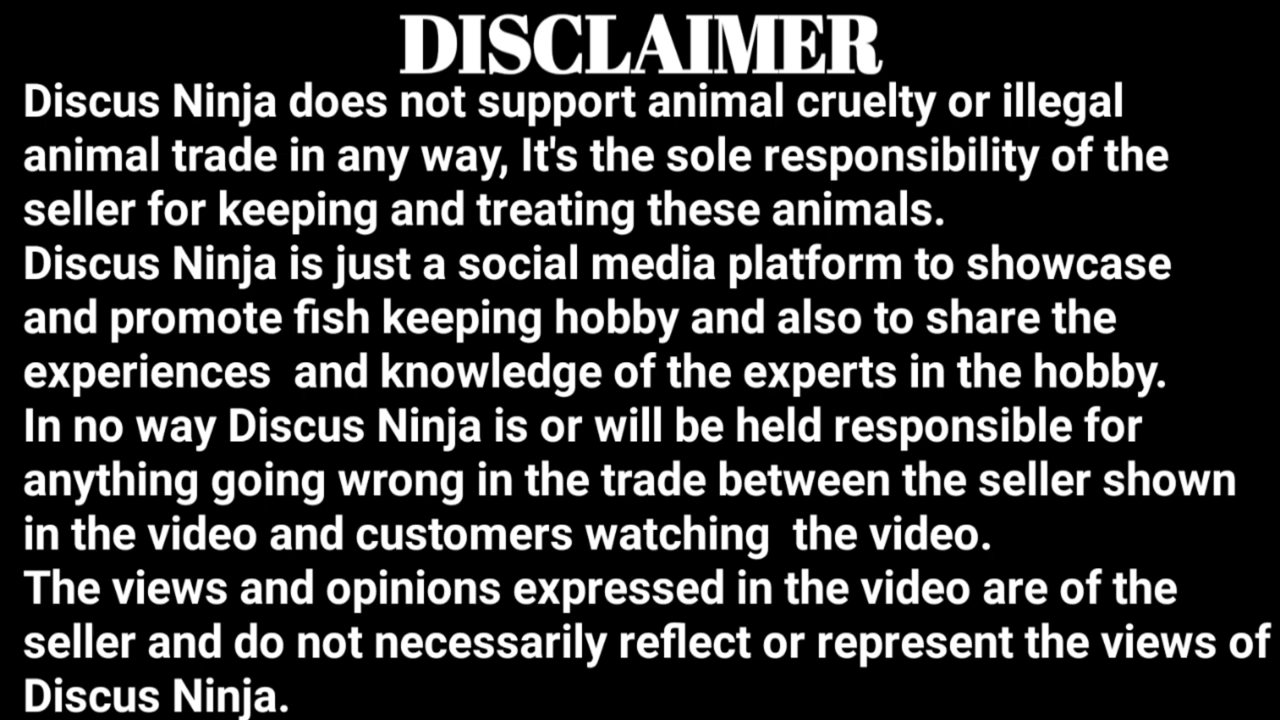 DISCLAIMER
Discus Ninja does not support animal cruelty or illegal
animal trade in any way, It's the sole responsibility of the
seller for keeping and treating these animals.
Discus Ninja is just a social media platform to showcase
and promote fish keeping hobby and also to share the
experiences  and knowledge of the experts in the hobby.
In no way Discus Ninja is or will be held responsible for
anything going wrong in the trade between the seller shown
in the video and customers watching  the video.
The views and opinions expressed in the video are of the
seller and do not necessarily reflect or represent the views of
Discus Ninja.